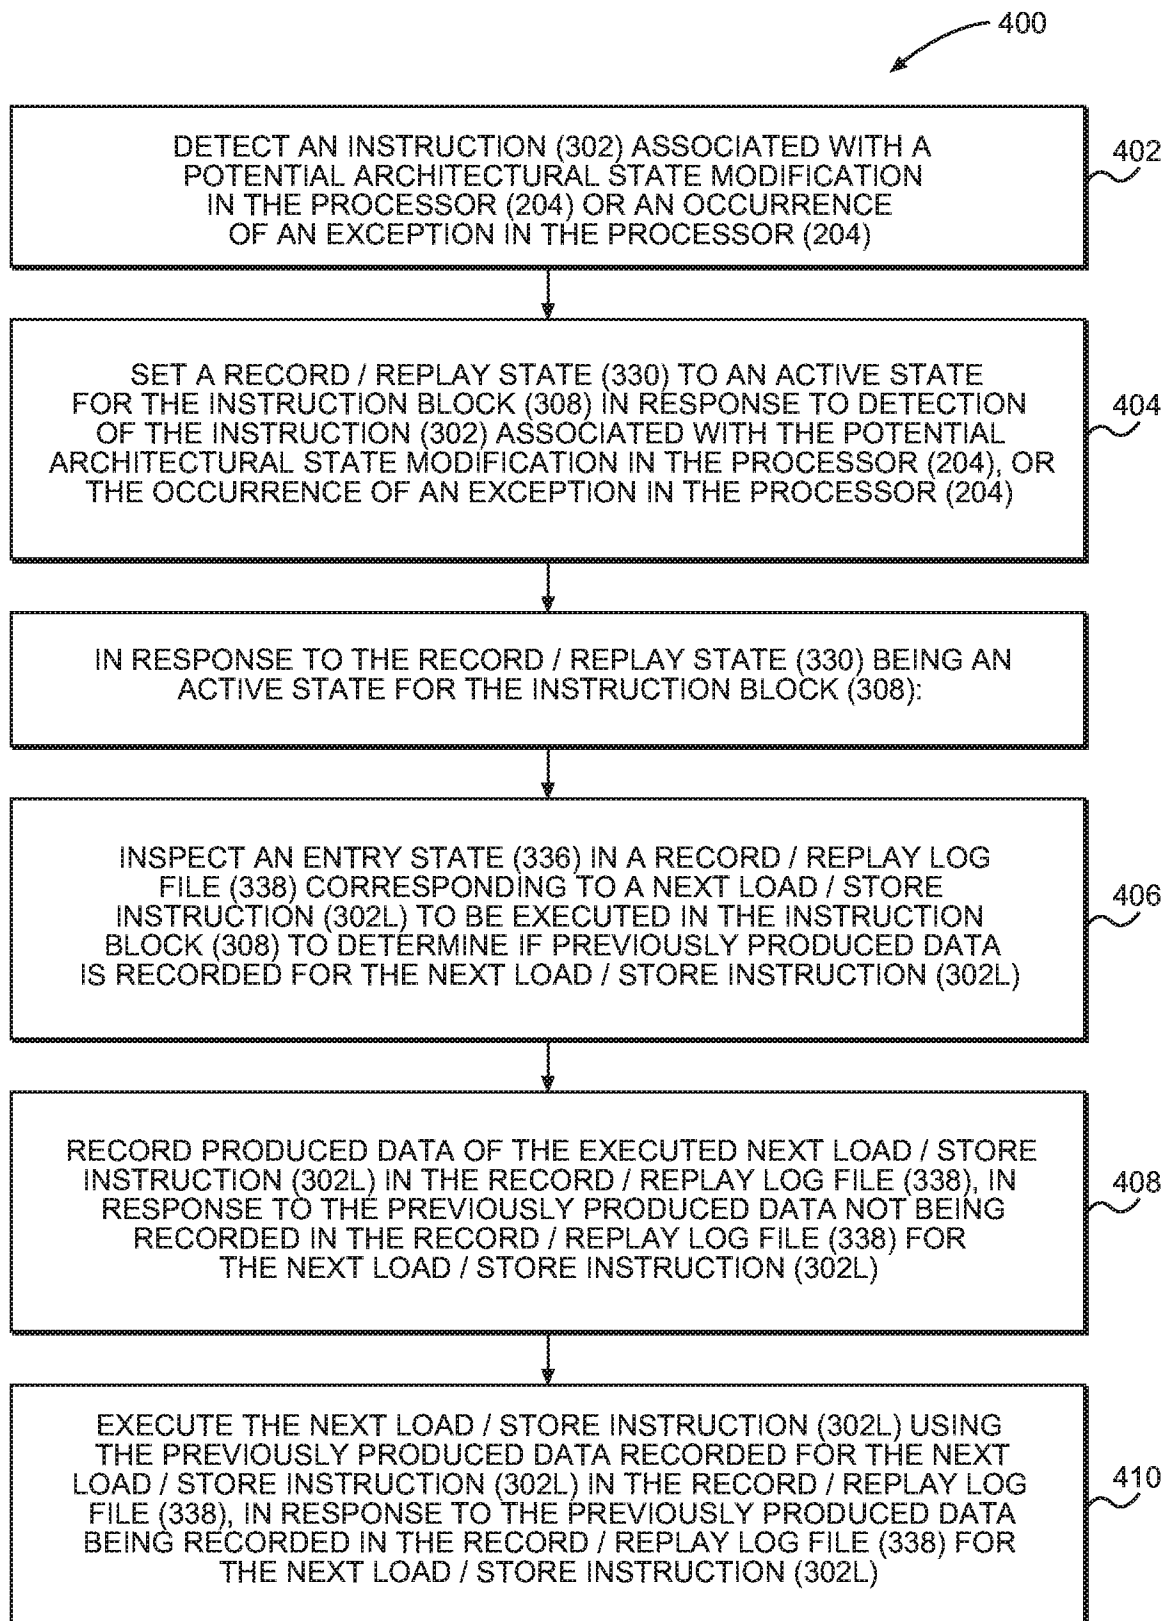 400
DETECT AN INSTRUCTION (302) ASSOCIATED WITH A
POTENTIAL ARCHITECTURAL STATE MODIFICATION
IN THE PROCESSOR (204) OR AN OCCURRENCE
OF AN EXCEPTION IN THE PROCESSOR (204)
402
SET A RECORD / REPLAY STATE (330) TO AN ACTIVE STATE
FOR THE INSTRUCTION BLOCK (308) IN RESPONSE TO DETECTION
OF THE INSTRUCTION (302) ASSOCIATED WITH THE POTENTIAL
ARCHITECTURAL STATE MODIFICATION IN THE PROCESSOR (204), OR
THE OCCURRENCE OF AN EXCEPTION IN THE PROCESSOR (204)
404
IN RESPONSE TO THE RECORD / REPLAY STATE (330) BEING AN
ACTIVE STATE FOR THE INSTRUCTION BLOCK (308):
INSPECT AN ENTRY STATE (336) IN A RECORD / REPLAY LOG
FILE (338) CORRESPONDING TO A NEXT LOAD / STORE
INSTRUCTION (302L) TO BE EXECUTED IN THE INSTRUCTION
BLOCK (308) TO DETERMINE IF PREVIOUSLY PRODUCED DATA
IS RECORDED FOR THE NEXT LOAD / STORE INSTRUCTION (302L)
406
RECORD PRODUCED DATA OF THE EXECUTED NEXT LOAD / STORE
INSTRUCTION (302L) IN THE RECORD / REPLAY LOG FILE (338), IN
RESPONSE TO THE PREVIOUSLY PRODUCED DATA NOT BEING
RECORDED IN THE RECORD / REPLAY LOG FILE (338) FOR
THE NEXT LOAD / STORE INSTRUCTION (302L)
408
EXECUTE THE NEXT LOAD / STORE INSTRUCTION (302L) USING
THE PREVIOUSLY PRODUCED DATA RECORDED FOR THE NEXT
LOAD / STORE INSTRUCTION (302L) IN THE RECORD / REPLAY LOG
FILE (338), IN RESPONSE TO THE PREVIOUSLY PRODUCED DATA
BEING RECORDED IN THE RECORD / REPLAY LOG FILE (338) FOR
THE NEXT LOAD / STORE INSTRUCTION (302L)
410